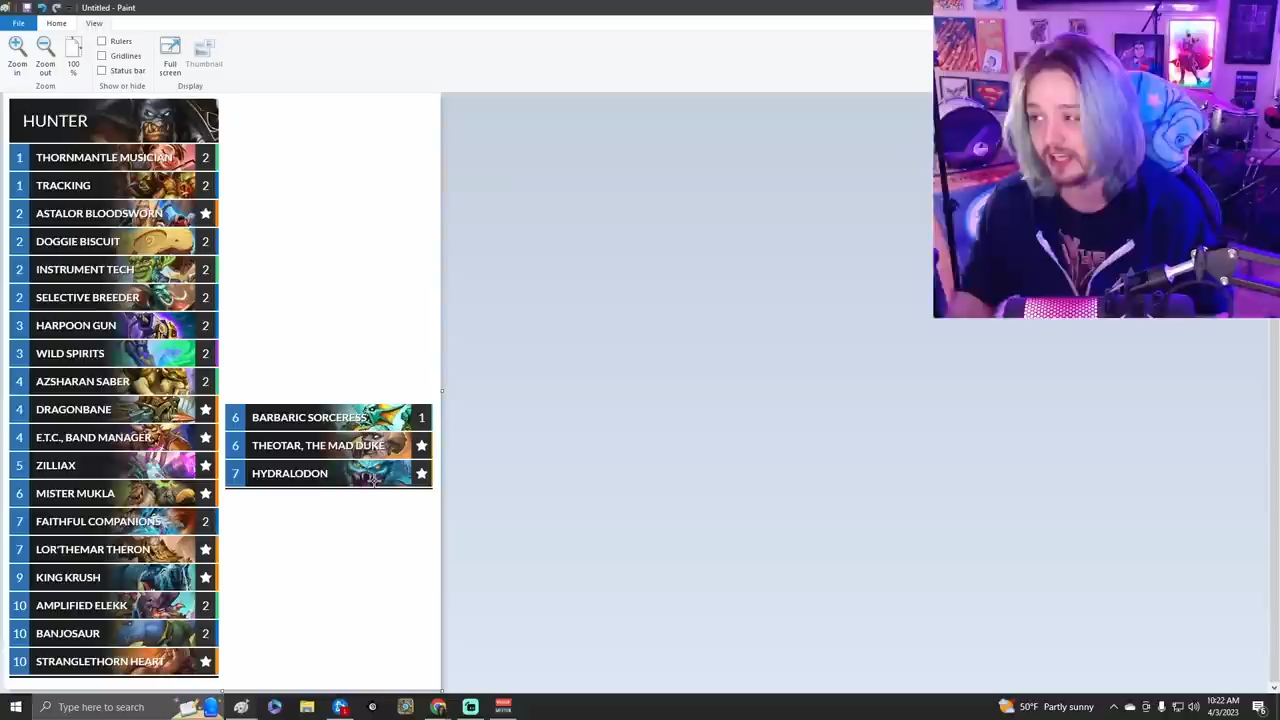 Untitled - Paint
File
Home
View
Zoom in
Zoom out
100 %
Rulers
Gridlines
Status bar
Full screen
Thumbnail
Zoom
Show or hide
Display
HUNTER
1 THORNMANTLE MUSICIAN 2
1 TRACKING 2
2 ASTALOR BLOODSWORN
2 DOGGIE BISCUIT 2
2 INSTRUMENT TECH 2
2 SELECTIVE BREEDER 2
3 HARPOON GUN 2
3 WILD SPIRITS 2
4 AZSHARAN SABER 2
4 DRAGONBANE
4 E.T.C., BAND MANAGER
5 ZILLIAX
6 MISTER MUKLA
7 FAITHFUL COMPANIONS 2
7 LOR'THEMAR THERON
9 KING KRUSH
10 AMPLIFIED ELEKK 2
10 BANJOSAUR 2
10 STRANGLETHORN HEART
6 BARBARIC SORCERESS 1
6 THEOTAR, THE MAD DUKE
7 HYDRALODON
Type here to search
50°F Partly sunny
10:22 AM
4/3/2023